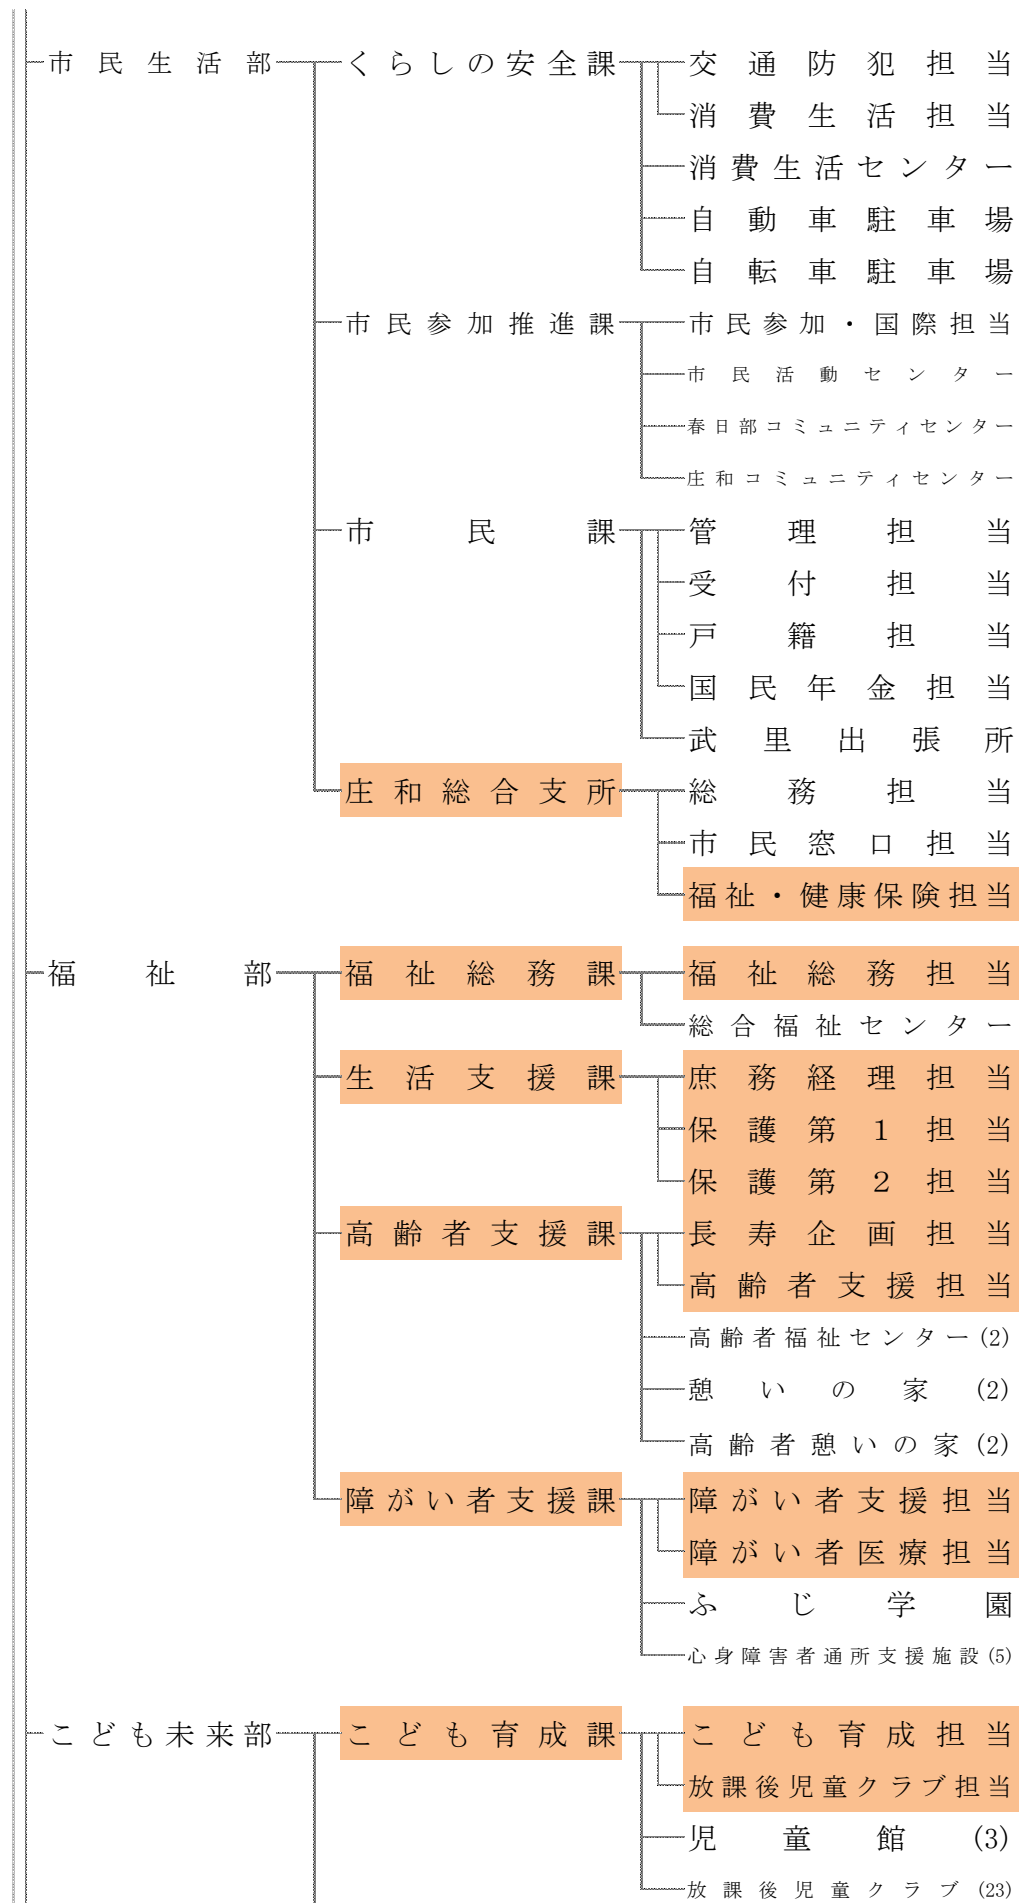 市民生活部 くらしの安全課 交通防犯担当
消費生活担当
消費生活センター
自動車駐車場
自転車駐車場
市民参加推進課 市民参加・国際担当
市民活動センター
春日部コミュニティセンター
庄和コミュニティセンター
市民課 管理担当
受付担当
戸籍担当
国民年金担当
武里出張所
庄和総合支所 総務担当
市民窓口担当
福祉・健康保険担当
福祉部 福祉総務課 福祉総務担当
総合福祉センター
生活支援課 庶務経理担当
保護第1担当
保護第2担当
高齢者支援課 長寿企画担当
高齢者支援担当
高齢者福祉センター(2)
憩いの家(2)
高齢者憩いの家(2)
障がい者支援課 障がい者支援担当
障がい者医療担当
ふじ学園
心身障害者通所支援施設(5)
こども未来部 こども育成課 こども育成担当
放課後児童クラブ担当
児童館(3)
放課後児童クラブ(23)